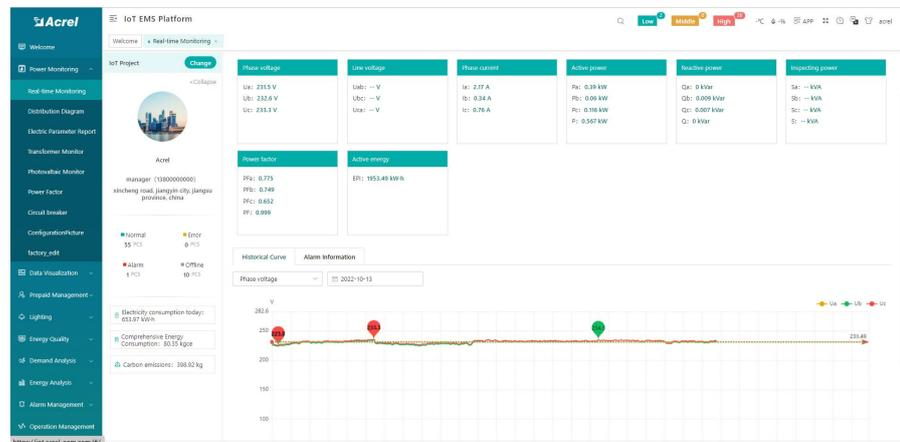 Acrel
IoT EMS Platform
Low 2
Middle 0
High
-°C
-%
APP
acrel
Welcome
Real-time Monitoring ×
Welcome
Power Monitoring
Real-time Monitoring
Distribution Diagram
Electric Parameter Report
Transformer Monitor
Photovoltaic Monitor
Power Factor
Circuit breaker
ConfigurationPicture
factory_edit
Data Visualization
Prepaid Management
Lighting
Energy Quality
Demand Analysis
Energy Analysis
Alarm Management
Operation Management
IoT Project
Change
<Collapse
Acrel
manager (13800000000)
xincheng road, jiangyin city, jiangsu
province, china
Normal
55 PCS
Error
0 PCS
Alarm
1 PCS
Offline
10 PCS
Electricity consumption today:
653.97 kW·h
Comprehensive Energy
Consumption: 80.35 kgce
Carbon emissions: 398.92 kg
Phase voltage
Ua: 231.5 V
Ub: 232.6 V
Uc: 233.3 V
Line voltage
Uab: -- V
Ubc: -- V
Uca: -- V
Phase current
Ia: 2.17 A
Ib: 0.34 A
Ic: 0.76 A
Active power
Pa: 0.39 kW
Pb: 0.06 kW
Pc: 0.116 kW
P: 0.567 kW
Reactive power
Qa: 0 kVar
Qb: 0.009 kVar
Qc: 0.007 kVar
Q: 0 kVar
Inspecting power
Sa: -- kVA
Sb: -- kVA
Sc: -- kVA
S: -- kVA
Power factor
PFa: 0.775
PFb: 0.749
PFc: 0.652
PF: 0.999
Active energy
EPI: 1953.49 kW·h
Historical Curve
Alarm Information
Phase voltage
2022-10-13
V
Ua
Ub
Uc
282.6
250
200
150
100